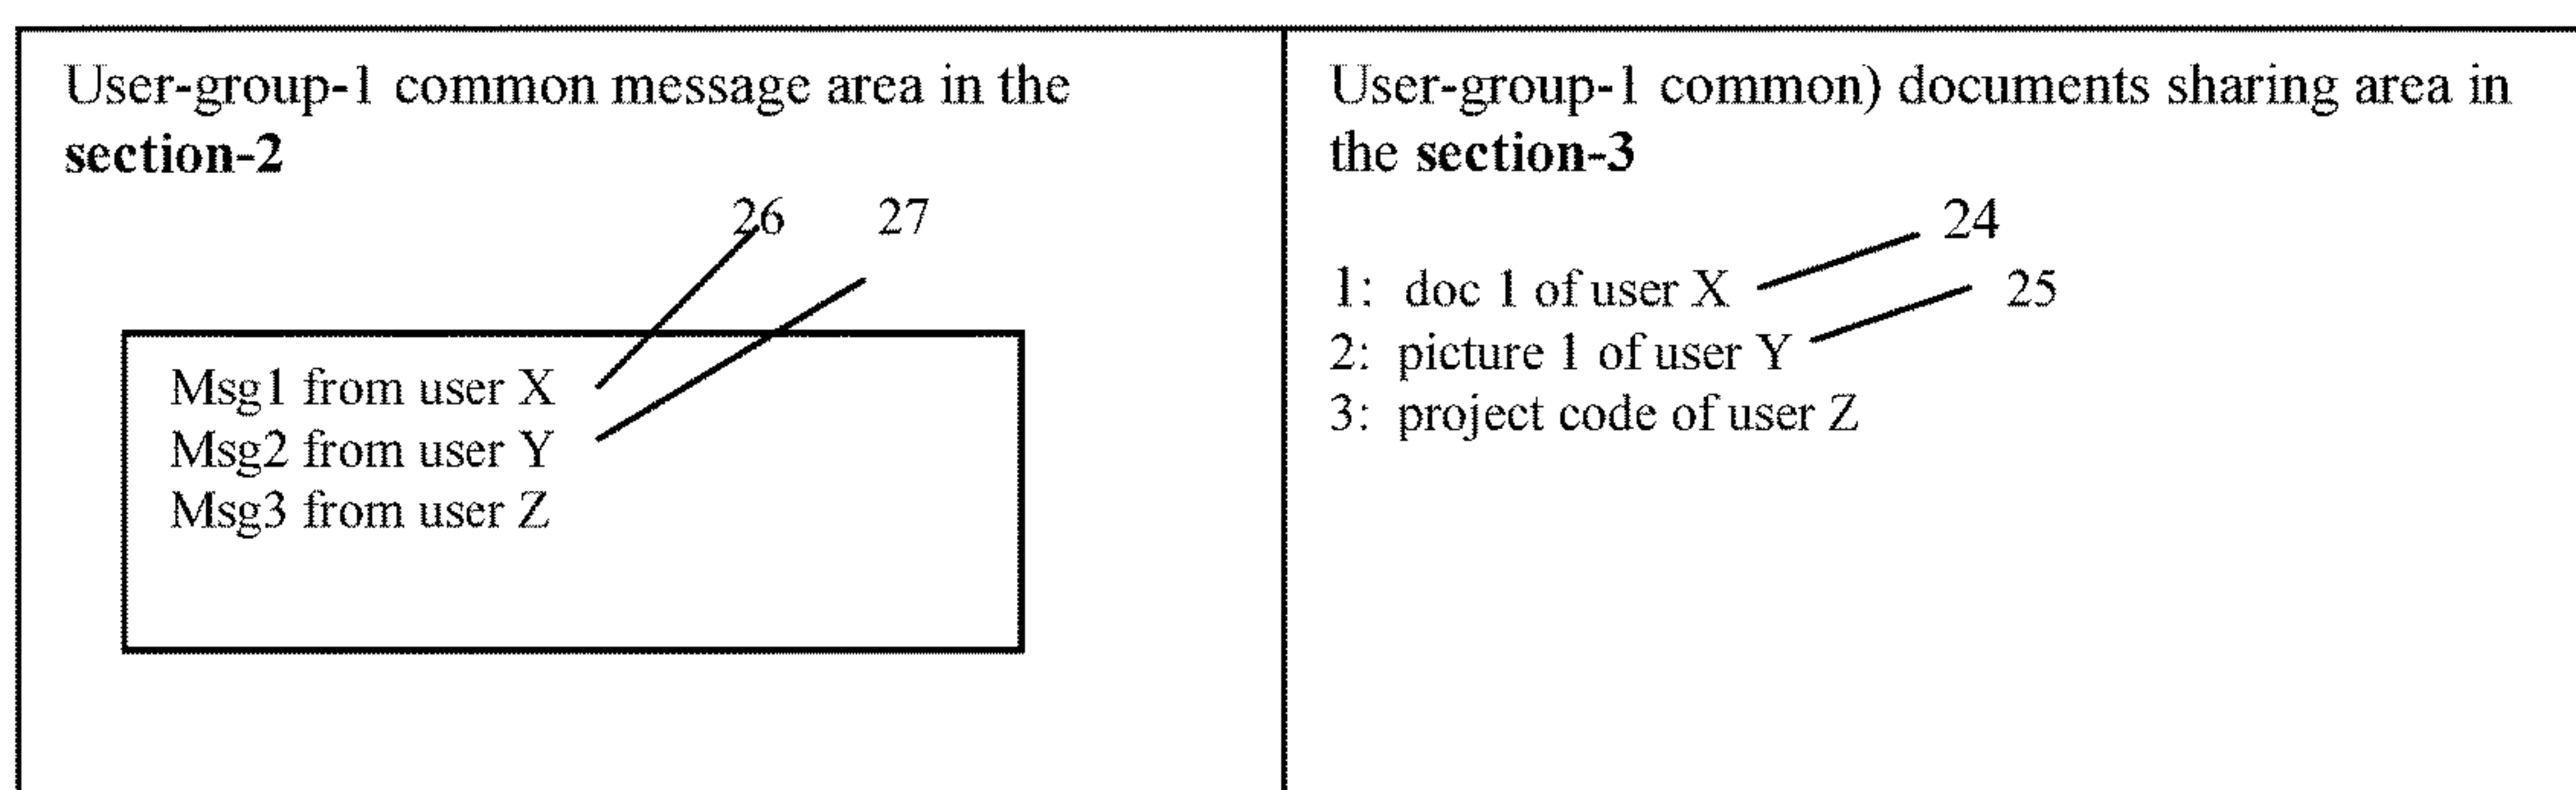 User-group-1 common message area in the
section-2
26 27
Msg1 from user X
Msg2 from user Y
Msg3 from user Z
User-group-1 common) documents sharing area in
the section-3
24
1: doc 1 of user X
25
2: picture 1 of user Y
3: project code of user Z